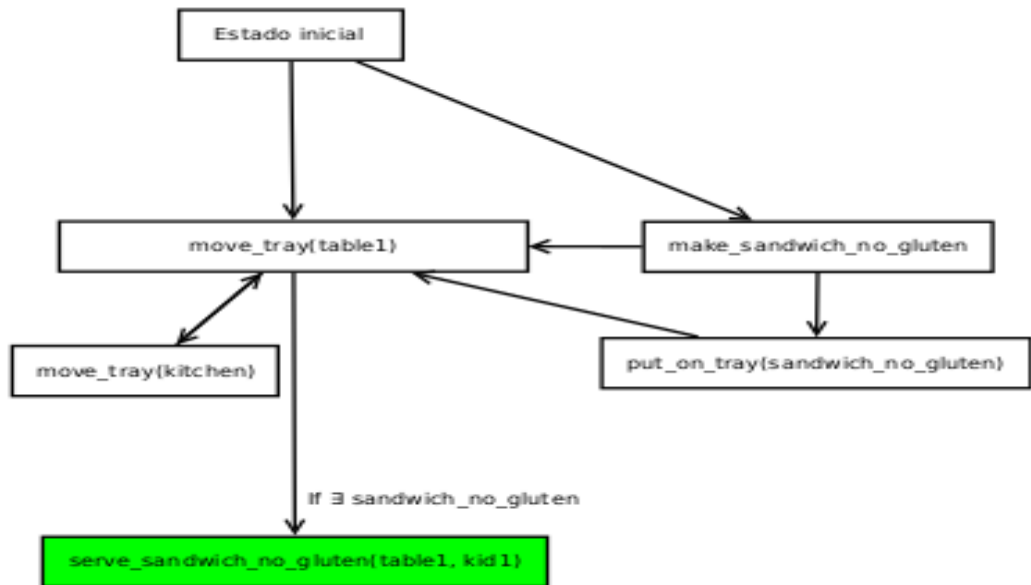 Estado inicial
move_tray(table1)
make_sandwich_no_gluten
move_tray(kitchen)
put_on_tray(sandwich_no_gluten)
If ∃ sandwich_no_gluten
serve_sandwich_no_gluten(table1, kid1)